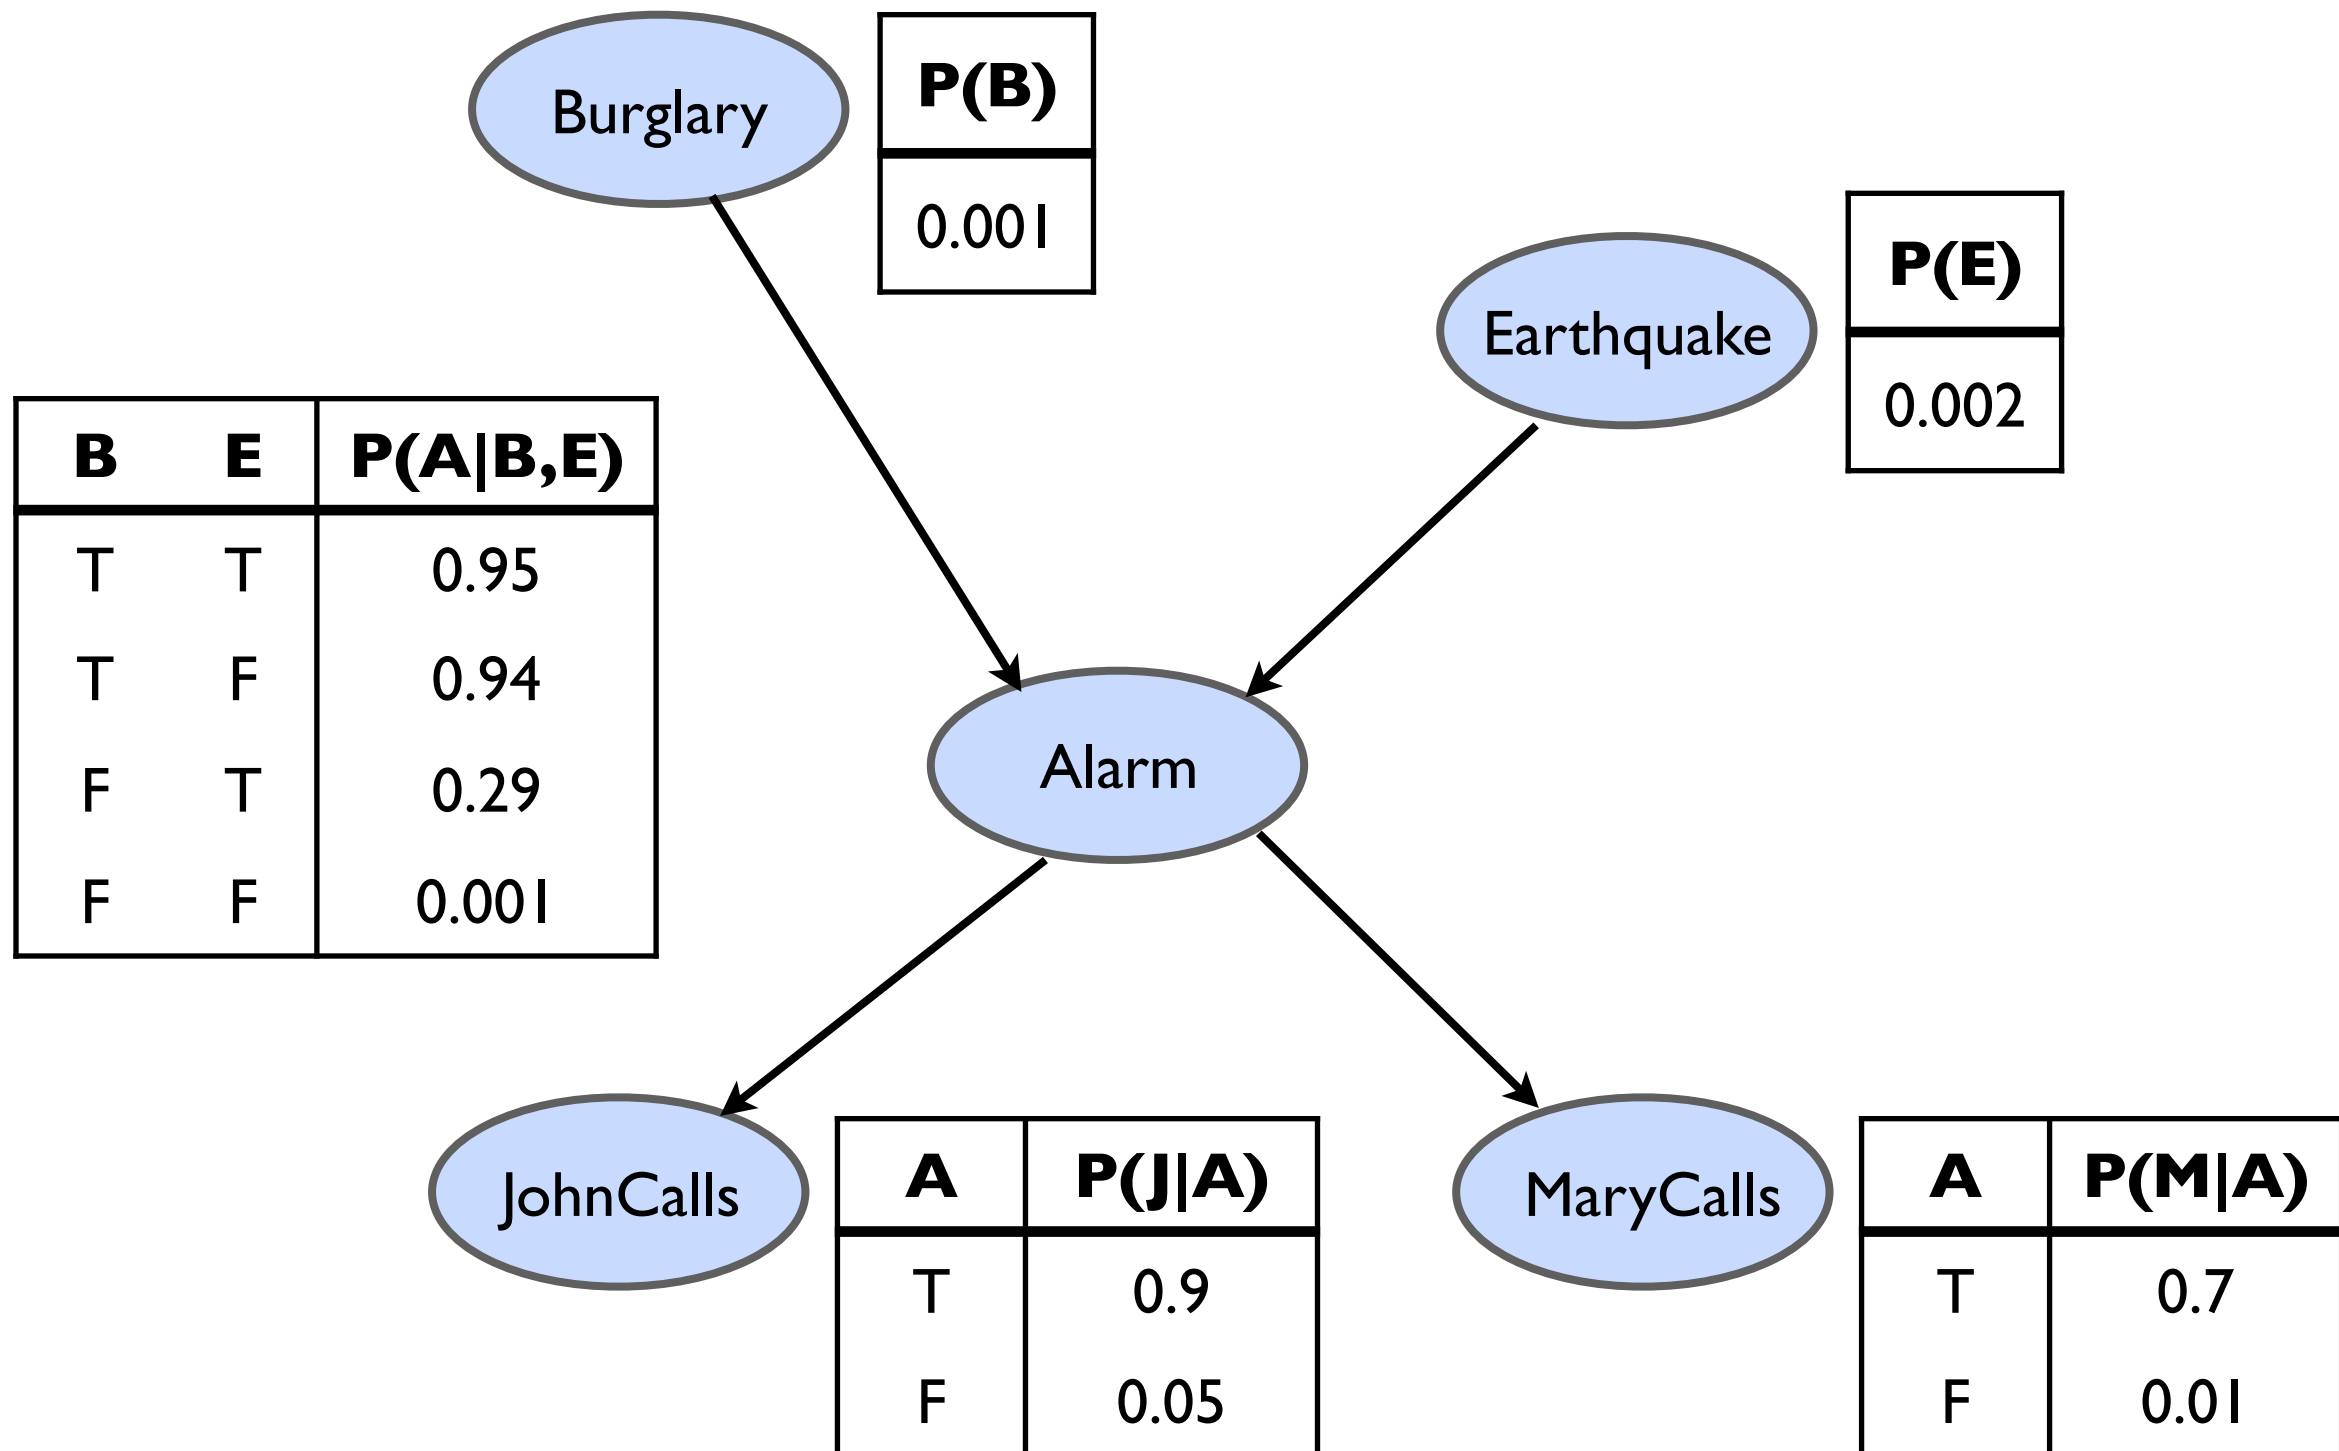 Burglary
P(B)
0.001
Earthquake
P(E)
0.002
B E P(A|B,E)
T T 0.95
T F 0.94
F T 0.29
F F 0.001
Alarm
JohnCalls
A P(J|A)
T 0.9
F 0.05
MaryCalls
A P(M|A)
T 0.7
F 0.01